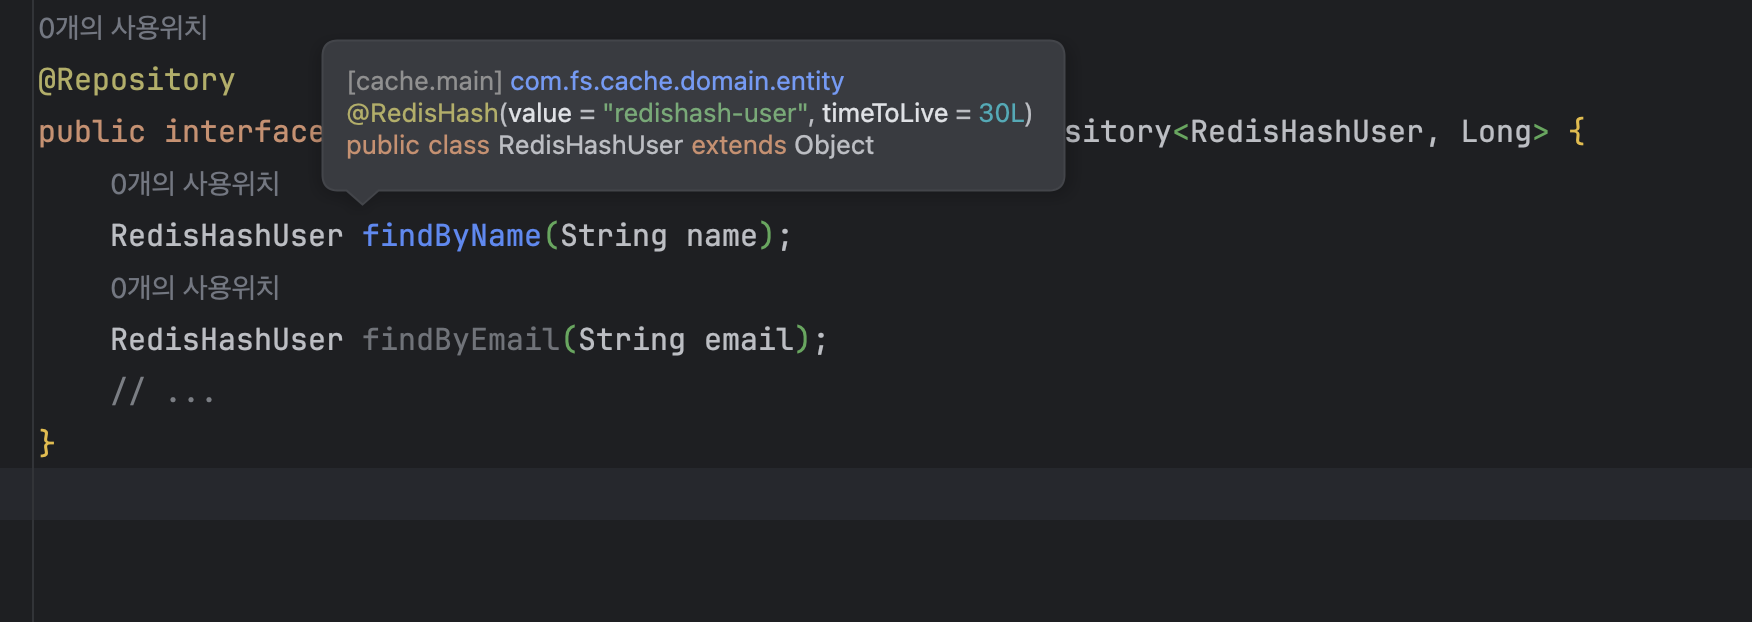 0개의 사용위치
@Repository
[cache.main] com.fs.cache.domain.entity
@RedisHash(value = "redishash-user", timeToLive = 30L)
public class RedisHashUser extends Object
public interface sitory<RedisHashUser, Long> {
0개의 사용위치
RedisHashUser findByName(String name);
0개의 사용위치
RedisHashUser findByEmail(String email);
// ...
}